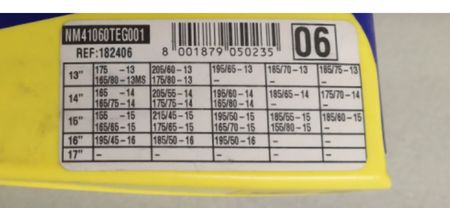 NM41060TEG001
REF:182406
8 001879 050235
06
13" 175 -13 205/60-13 195/65-13 185/70-13 185/75-13
165/80-13MS - - - -
14" 165 -14 205/55-14 195/60-14 185/65-14 175/70-14
165/75-14 175/75-14 165/80-14 - -
15" 155 -15 215/45-15 195/50-15 185/55-15 185/60-15
165/65-15 175/65-15 165/70-15 155/80-15 -
16" 195/45-16 185/50-16 195/50-16 - -
17" - - - - -